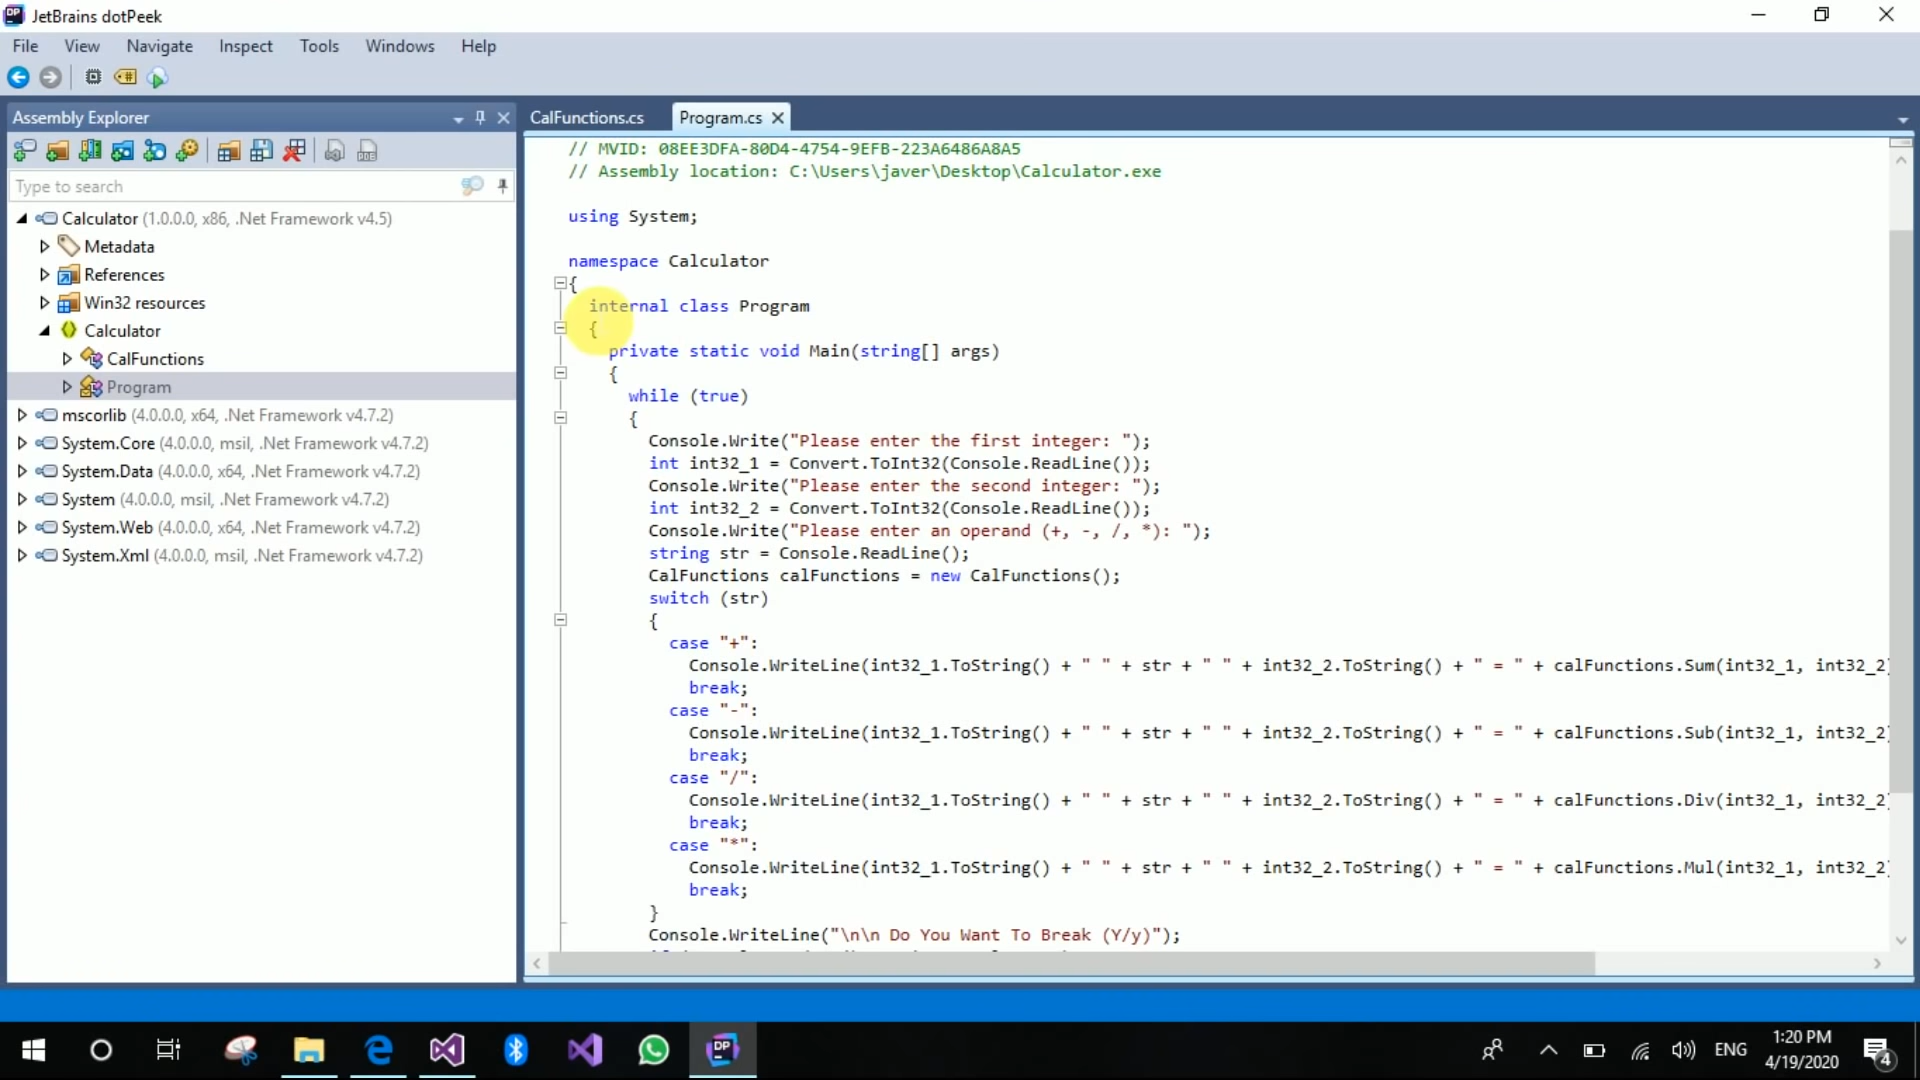 JetBrains dotPeek
File View Navigate Inspect Tools Windows Help
Assembly Explorer
CalFunctions.cs Program.cs
Type to search
Calculator (1.0.0.0, x86, .Net Framework v4.5)
Metadata
References
Win32 resources
Calculator
CalFunctions
Program
mscorlib (4.0.0.0, x64, .Net Framework v4.7.2)
System.Core (4.0.0.0, msil, .Net Framework v4.7.2)
System.Data (4.0.0.0, x64, .Net Framework v4.7.2)
System (4.0.0.0, msil, .Net Framework v4.7.2)
System.Web (4.0.0.0, x64, .Net Framework v4.7.2)
System.Xml (4.0.0.0, msil, .Net Framework v4.7.2)
// MVID: 08EE3DFA-80D4-4754-9EFB-223A6486A8A5
// Assembly location: C:\Users\javer\Desktop\Calculator.exe
using System;
namespace Calculator
{
internal class Program
{
private static void Main(string[] args)
{
while (true)
{
Console.Write("Please enter the first integer: ");
int int32_1 = Convert.ToInt32(Console.ReadLine());
Console.Write("Please enter the second integer: ");
int int32_2 = Convert.ToInt32(Console.ReadLine());
Console.Write("Please enter an operand (+, -, /, *): ");
string str = Console.ReadLine();
CalFunctions calFunctions = new CalFunctions();
switch (str)
{
case "+":
Console.WriteLine(int32_1.ToString() + " " + str + " " + int32_2.ToString() + " = " + calFunctions.Sum(int32_1, int32_2)
break;
case "-":
Console.WriteLine(int32_1.ToString() + " " + str + " " + int32_2.ToString() + " = " + calFunctions.Sub(int32_1, int32_2)
break;
case "/":
Console.WriteLine(int32_1.ToString() + " " + str + " " + int32_2.ToString() + " = " + calFunctions.Div(int32_1, int32_2)
break;
case "*":
Console.WriteLine(int32_1.ToString() + " " + str + " " + int32_2.ToString() + " = " + calFunctions.Mul(int32_1, int32_2)
break;
}
Console.WriteLine("\n\n Do You Want To Break (Y/y)");
DP
ENG
1:20 PM
4/19/2020
4